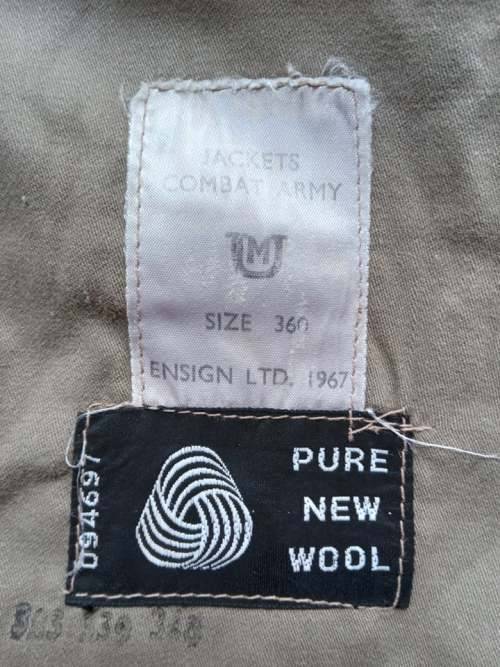 JACKETS
COMBAT ARMY
M
SIZE 360
ENSIGN LTD. 1967
094697
PURE
NEW
WOOL